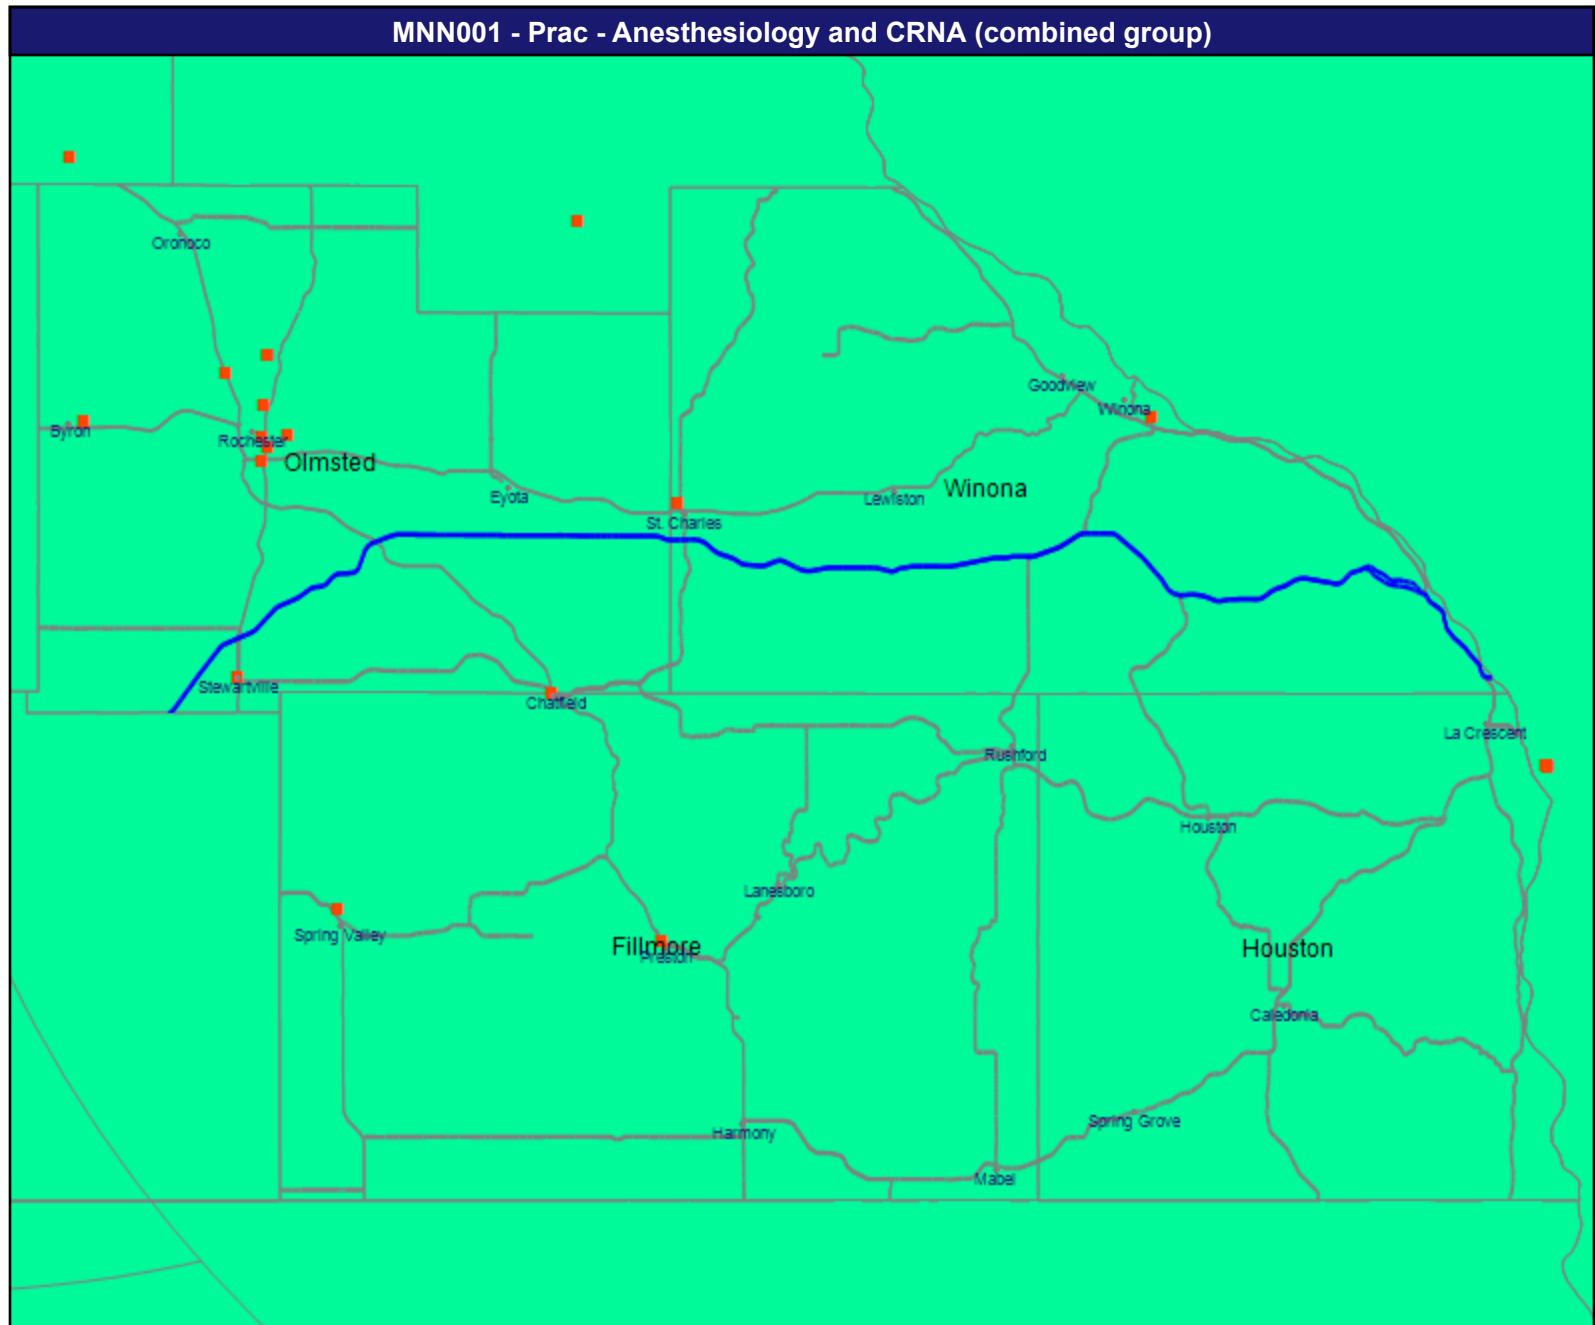 MNN001 - Prac - Anesthesiology and CRNA (combined group)
Oronoco
Goodview
Winona
Byron
Rochester
Olmsted
Winona
Eyota
Lewiston
St. Charles
Stewartville
Chatfield
La Crescent
Rushford
Houston
Lanesboro
Spring Valley
Fillmore
Preston
Houston
Caledonia
Spring Grove
Harmony
Mabel